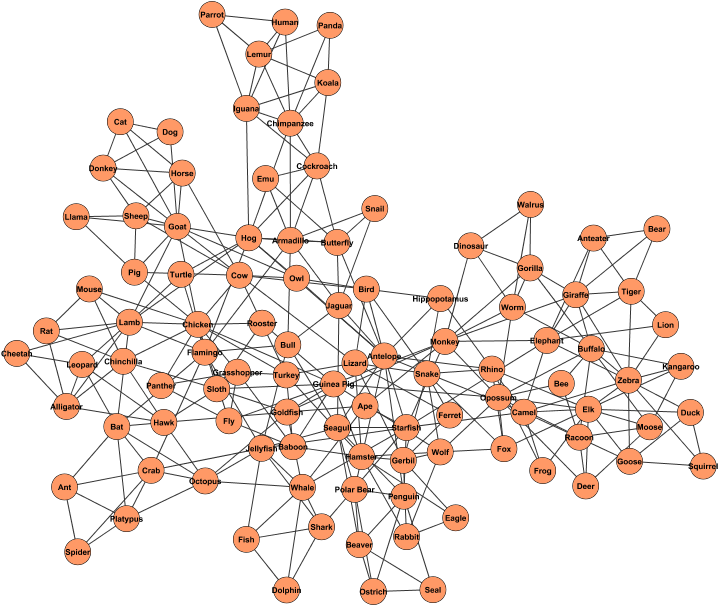 Parrot
Human
Panda
Lemur
Koala
Iguana
Chimpanzee
Cat
Dog
Cockroach
Donkey
Horse
Emu
Llama
Sheep
Goat
Snail
Walrus
Hog
Armadillo
Butterfly
Dinosaur
Anteater
Bear
Pig
Turtle
Cow
Owl
Gorilla
Mouse
Bird
Hippopotamus
Giraffe
Tiger
Jaguar
Worm
Rat
Lamb
Chicken
Rooster
Lion
Cheetah
Leopard
Chinchilla
Flamingo
Bull
Monkey
Elephant
Buffalo
Antelope
Lizard
Grasshopper
Turkey
Snake
Rhino
Kangaroo
Panther
Sloth
Guinea Pig
Bee
Zebra
Alligator
Opossum
Ape
Goldfish
Ferret
Camel
Elk
Duck
Bat
Hawk
Fly
Seagull
Starfish
Racoon
Moose
Jellyfish
Baboon
Hamster
Gerbil
Wolf
Fox
Goose
Squirrel
Crab
Octopus
Frog
Deer
Ant
Whale
Polar Bear
Penguin
Platypus
Shark
Eagle
Spider
Fish
Beaver
Rabbit
Dolphin
Ostrich
Seal